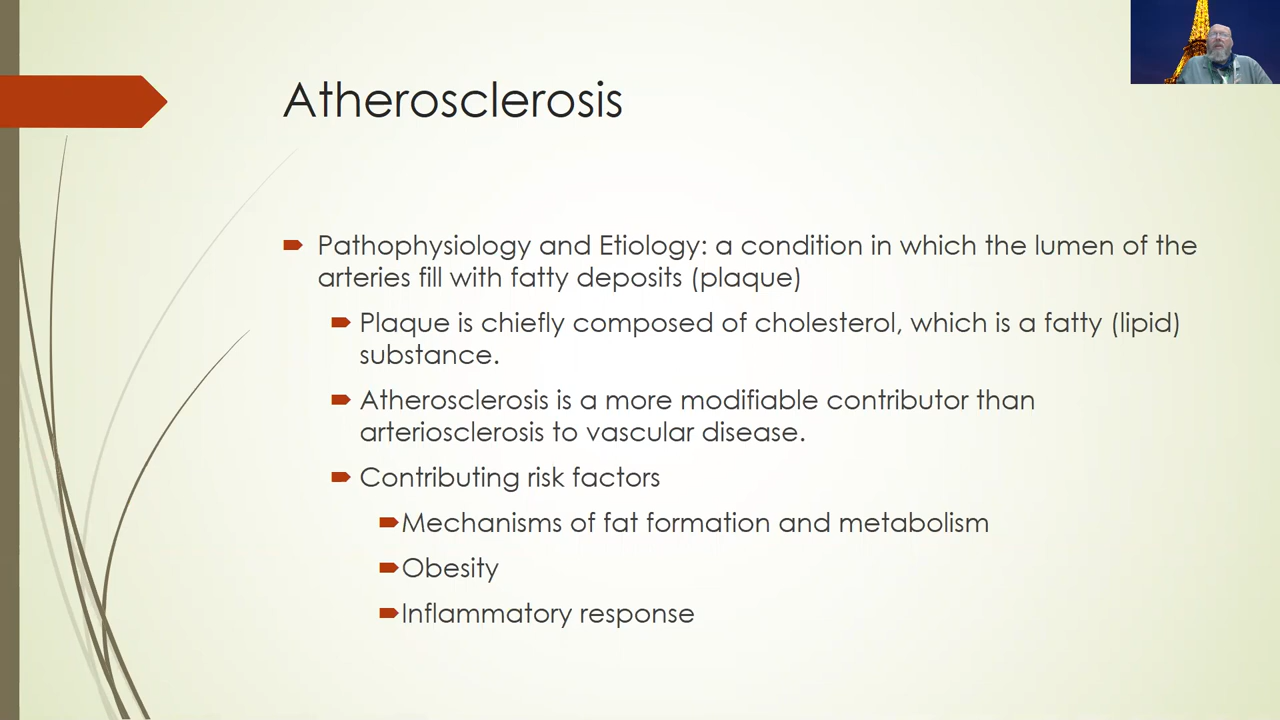 Atherosclerosis
Pathophysiology and Etiology: a condition in which the lumen of the
arteries fill with fatty deposits (plaque)
Plaque is chiefly composed of cholesterol, which is a fatty (lipid)
substance.
Atherosclerosis is a more modifiable contributor than
arteriosclerosis to vascular disease.
Contributing risk factors
Mechanisms of fat formation and metabolism
Obesity
Inflammatory response